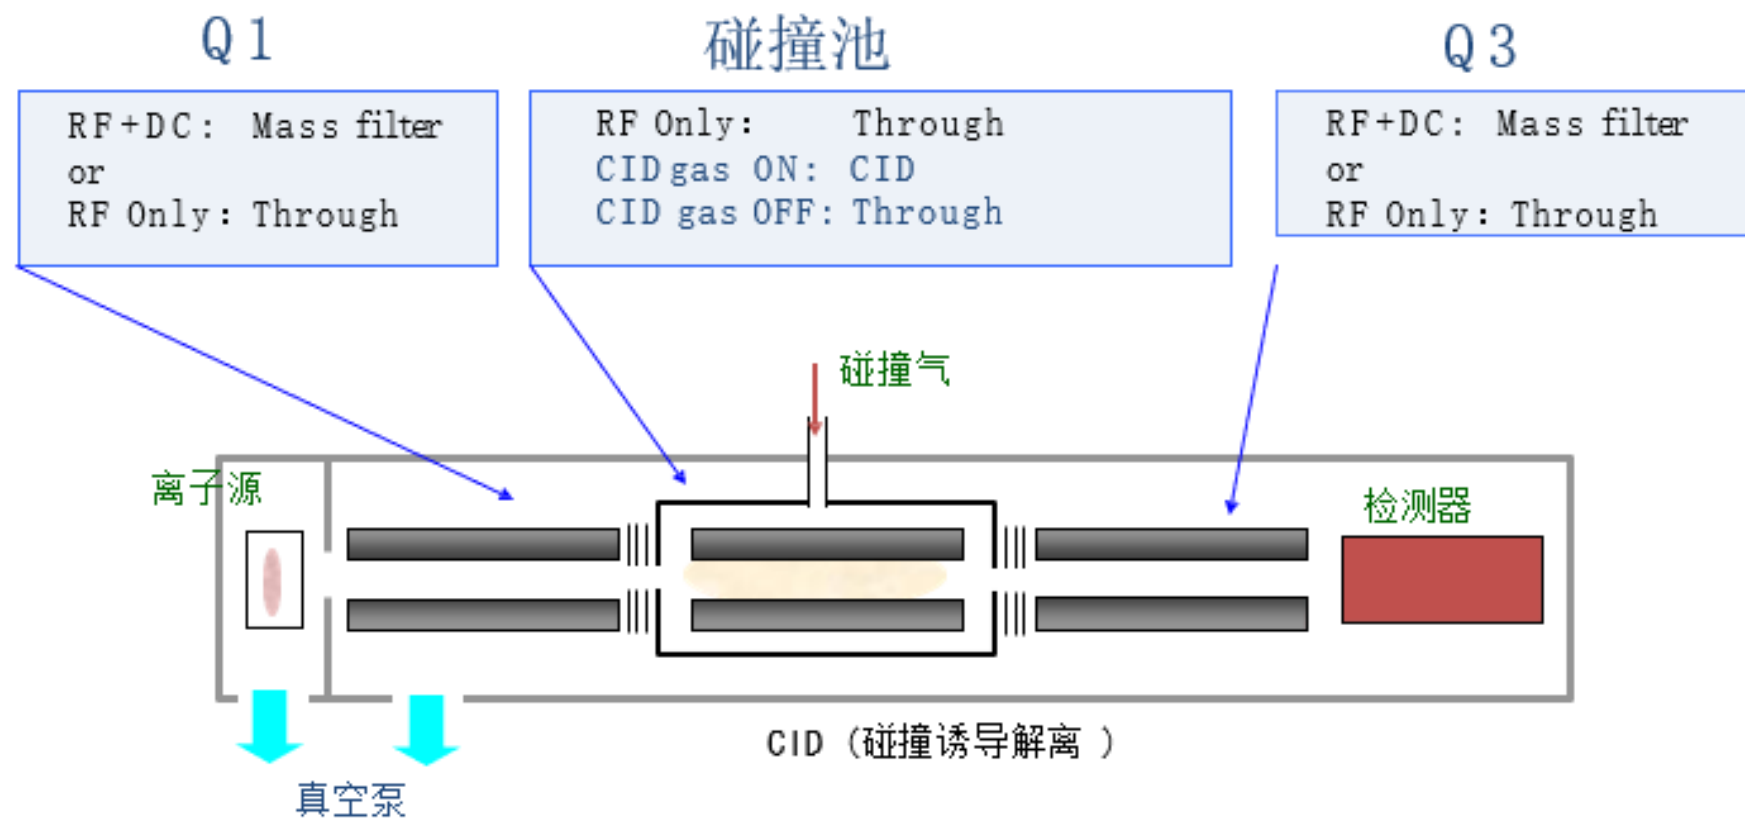 Q1
RF+DC: Mass filter
or
RF Only: Through
碰撞池
RF Only: Through
CID gas ON: CID
CID gas OFF: Through
Q3
RF+DC: Mass filter
or
RF Only: Through
碰撞气
离子源
检测器
CID (碰撞诱导解离 )
真空泵